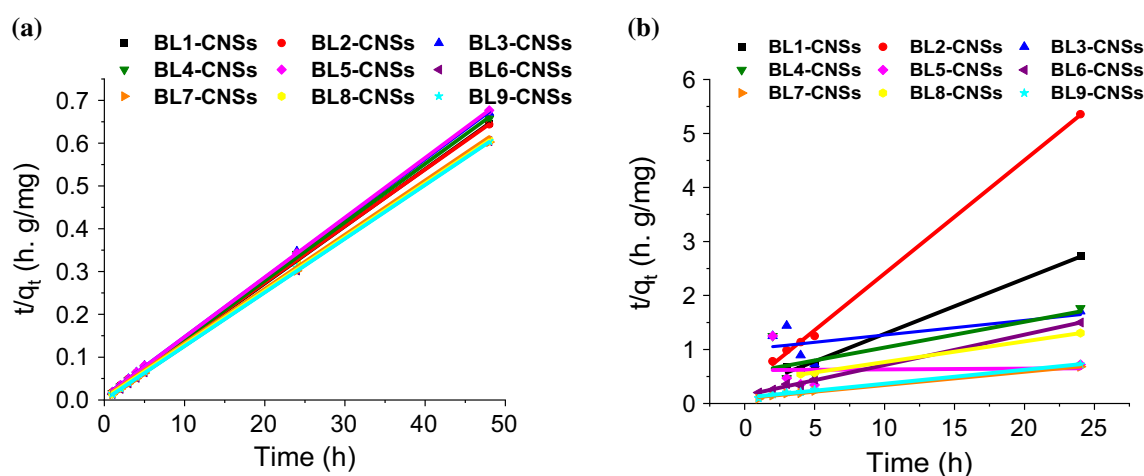 (a)
BL1-CNSs BL2-CNSs BL3-CNSs
BL4-CNSs BL5-CNSs BL6-CNSs
BL7-CNSs BL8-CNSs BL9-CNSs
0.7
0.6
0.5
0.4
0.3
0.2
0.1
0.0
t/qt (h. g/mg)
0 10 20 30 40 50
Time (h)
(b)
BL1-CNSs BL2-CNSs BL3-CNSs
BL4-CNSs BL5-CNSs BL6-CNSs
BL7-CNSs BL8-CNSs BL9-CNSs
6
5
4
3
2
1
0
t/qt (h. g/mg)
0 5 10 15 20 25
Time (h)